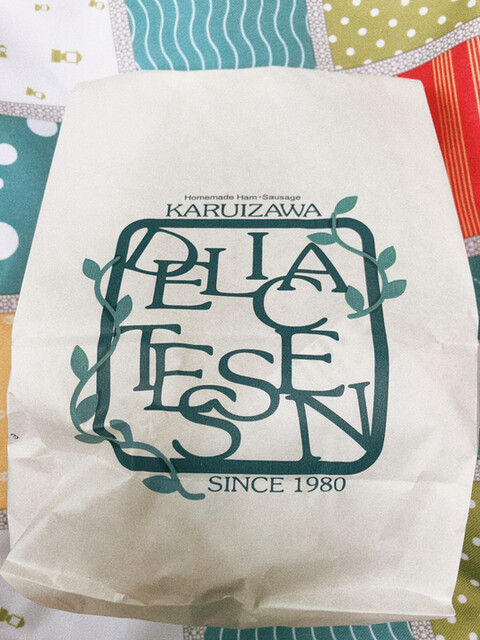 Homemade Ham・Sausage
KARUIZAWA
DELICATESSEN
SINCE 1980